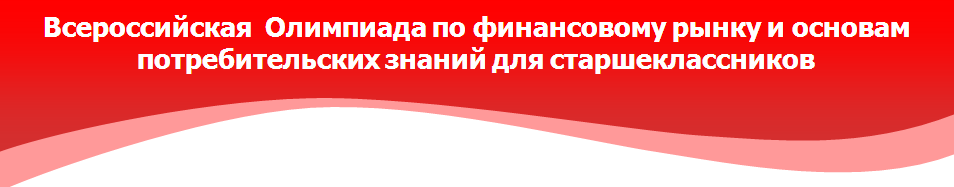 Всероссийская  Олимпиада по финансовому рынку и основам
потребительских знаний для старшеклассников